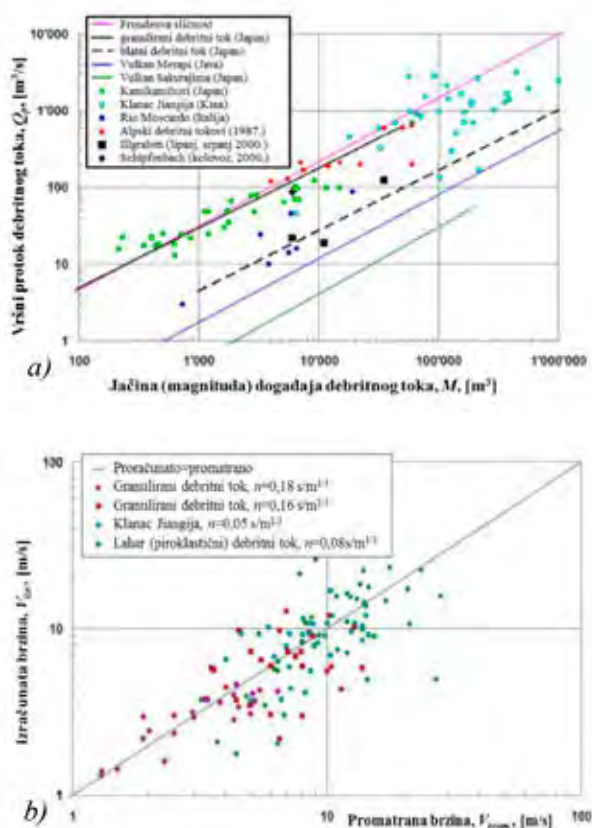 10'000
1'000
100
10
1
Vršni protok debritnog toka, Qp, [m³/s]
Froudeova sličnost
granulirani debritni tok (Japan)
blatni debritni tok (Japan)
Vulkan Merapi (Java)
Vulkan Sakurajima (Japan)
Kamikamihori (Japan)
Klanac Jiangjia (Kina)
Rio Moscardo (Italija)
Alpski debritni tokovi (1987.)
Illgraben (lipanj, srpanj 2000.)
Schipfenbach (kolovoz, 2000.)
100 1'000 10'000 100'000 1'000'000
a)
Jačina (magnituda) događaja debritnog toka, M, [m³]
100
10
1
Izračunata brzina, [m/s]
Proračunato=promatrano
Granulirani debritni tok, n=0,18 s/m¹/³
Granulirani debritni tok, n=0,16 s/m¹/³
Klanac Jiangija, n=0,05 s/m¹/³
Lahar (piroklastični) debritni tok, n=0,08s/m¹/³
1 10 100
b)
Promatrana brzina, [m/s]